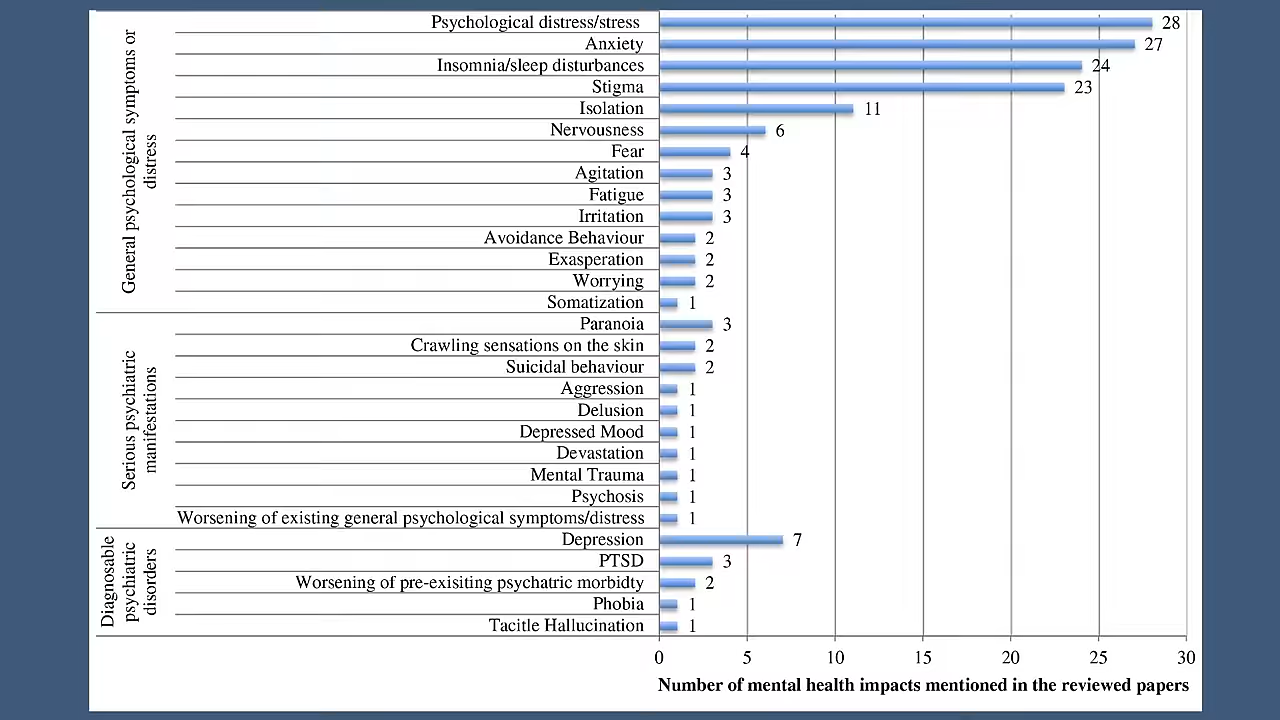 General psychological symptoms or
distress
Psychological distress/stress 28
Anxiety 27
Insomnia/sleep disturbances 24
Stigma 23
Isolation 11
Nervousness 6
Fear 4
Agitation 3
Fatigue 3
Irritation 3
Avoidance Behaviour 2
Exasperation 2
Worrying 2
Somatization 1
Serious psychiatric
manifestations
Paranoia 3
Crawling sensations on the skin 2
Suicidal behaviour 2
Aggression 1
Delusion 1
Depressed Mood 1
Devastation 1
Mental Trauma 1
Psychosis 1
Worsening of existing general psychological symptoms/distress 1
Diagnosable
psychiatric
disorders
Depression 7
PTSD 3
Worsening of pre-exisiting psychatric morbidty 2
Phobia 1
Tacitle Hallucination 1
0 5 10 15 20 25 30
Number of mental health impacts mentioned in the reviewed papers